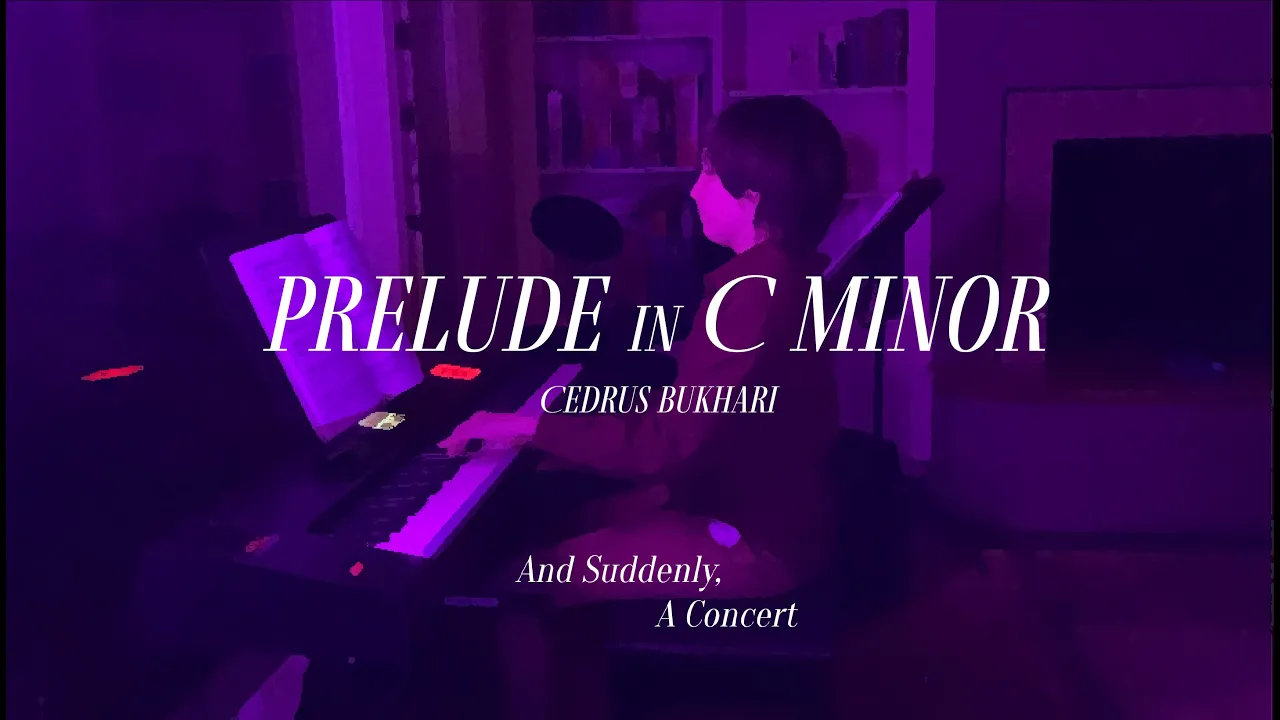 PRELUDE IN C MINOR
CEDRUS BUKHARI
And Suddenly,
A Concert